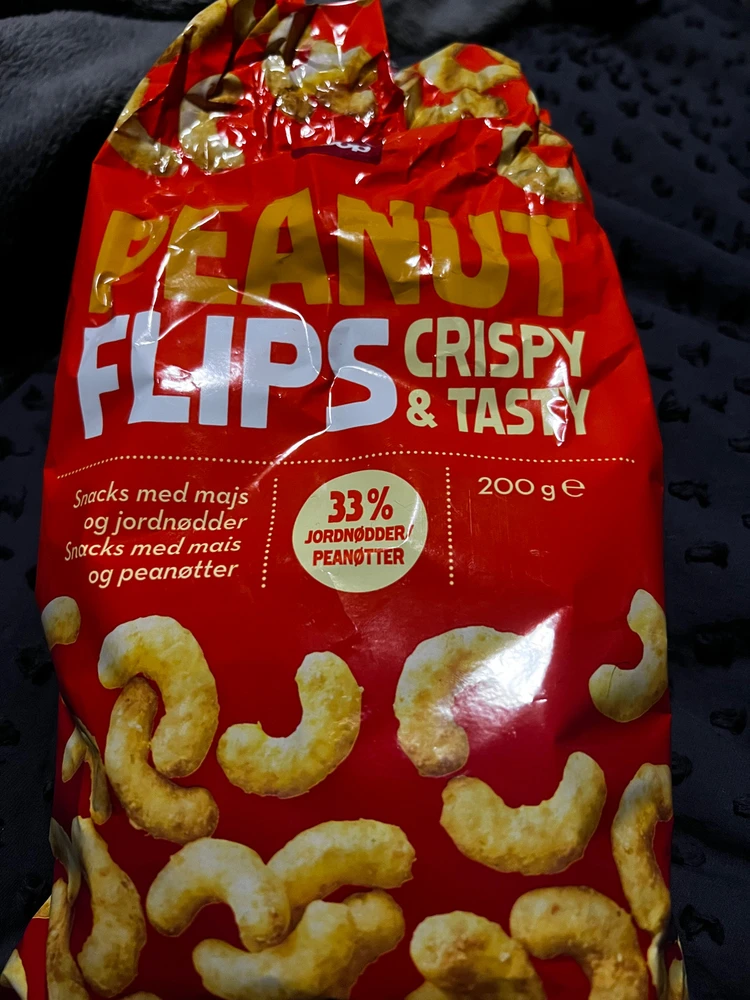 PEANUT
FLIPS
CRISPY
& TASTY
Snacks med majs
og jordnødder
Snacks med mais
og peanøtter
33%
JORDNØDDER/
PEANØTTER
200 g e